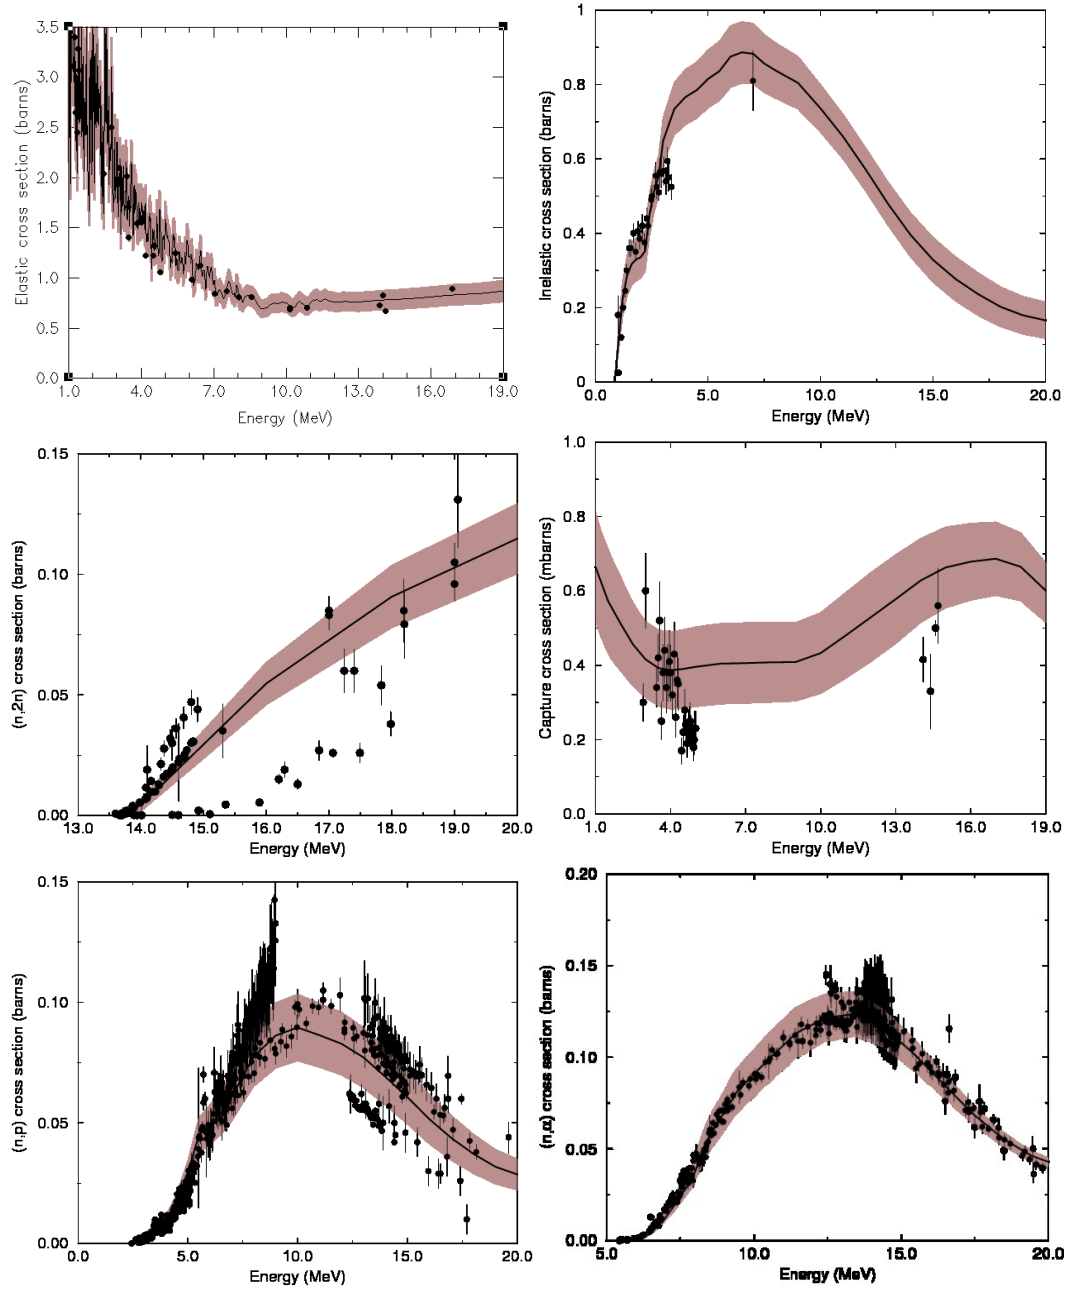 3.5
3.0
2.5
2.0
1.5
1.0
0.5
0.0
Elastic cross section (barns)
1.0 4.0 7.0 10.0 13.0 16.0 19.0
Energy (MeV)
1
0.8
0.6
0.4
0.2
0
Inelastic cross section (barns)
0.0 5.0 10.0 15.0 20.0
Energy (MeV)
0.15
0.10
0.05
0.00
(n,2n) cross section (barns)
13.0 14.0 15.0 16.0 17.0 18.0 19.0 20.0
Energy (MeV)
1.0
0.8
0.6
0.4
0.2
0.0
Capture cross section (mbarns)
1.0 4.0 7.0 10.0 13.0 16.0 19.0
Energy (MeV)
0.15
0.10
0.05
0.00
(n,p) cross section (barns)
0.0 5.0 10.0 15.0 20.0
Energy (MeV)
0.20
0.15
0.10
0.05
0.00
(n,α) cross section (barns)
5.0 10.0 15.0 20.0
Energy (MeV)